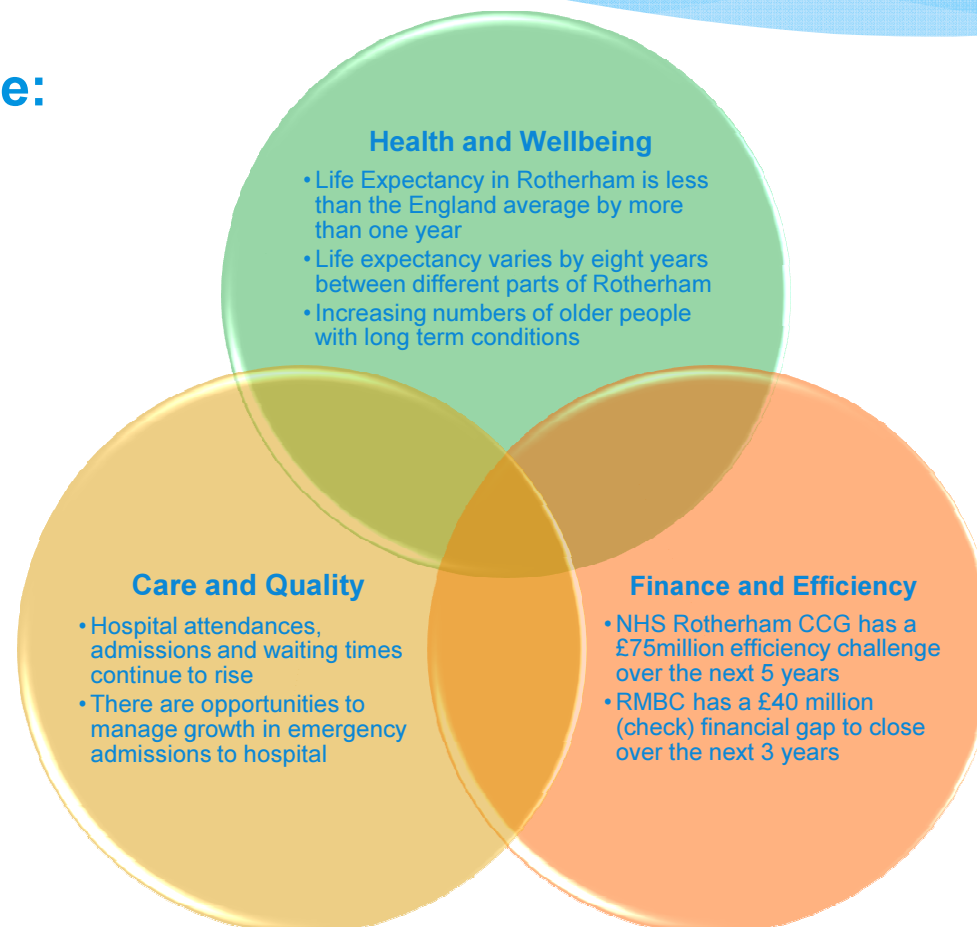 e:
Health and Wellbeing
• Life Expectancy in Rotherham is less
than the England average by more
than one year
• Life expectancy varies by eight years
between different parts of Rotherham
• Increasing numbers of older people
with long term conditions
Care and Quality
• Hospital attendances,
admissions and waiting times
continue to rise
• There are opportunities to
manage growth in emergency
admissions to hospital
Finance and Efficiency
• NHS Rotherham CCG has a
£75million efficiency challenge
over the next 5 years
• RMBC has a £40 million
(check) financial gap to close
over the next 3 years